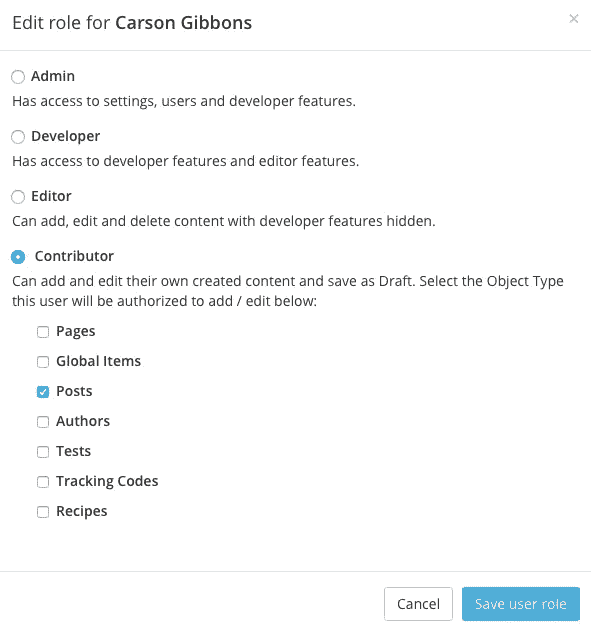 Edit role for Carson Gibbons
Admin
Has access to settings, users and developer features.
Developer
Has access to developer features and editor features.
Editor
Can add, edit and delete content with developer features hidden.
Contributor
Can add and edit their own created content and save as Draft. Select the Object Type
this user will be authorized to add / edit below:
Pages
Global Items
Posts
Authors
Tests
Tracking Codes
Recipes
Cancel Save user role